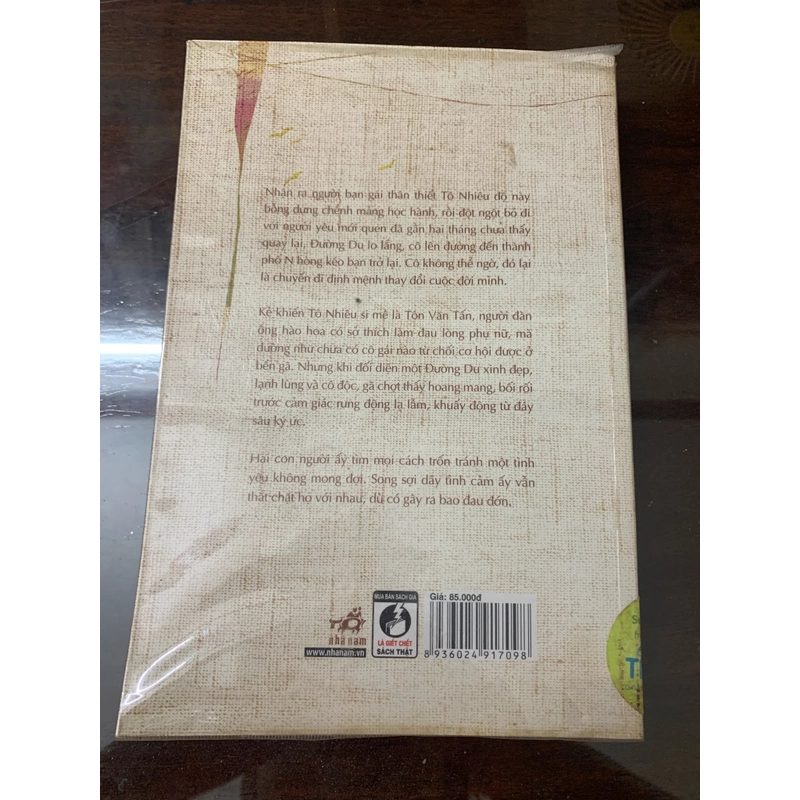 Nhận ra người bạn gái thân thiết Tô Nhiêu độ này
bỗng dưng chểnh mảng học hành, rồi đột ngột bỏ đi
với người yêu mới quen đã gần hai tháng chưa thấy
quay lại, Đường Du lo lắng, cô lên đường đến thành
phố N hòng kéo bạn trở lại. Cô không thể ngờ, đó lại
là chuyến đi định mệnh thay đổi cuộc đời mình.
Kẻ khiến Tô Nhiêu si mê là Tôn Văn Tấn, người đàn
ông hào hoa có sở thích làm đau lòng phụ nữ, mà
dường như chưa có cô gái nào từ chối cơ hội được ở
bên gã. Nhưng khi đối diện một Đường Du xinh đẹp,
lạnh lùng và cô độc, gã chợt thấy hoang mang, bối rối
trước cảm giác rung động lạ lẫm, khuấy động từ đáy
sâu ký ức.
Hai con người ấy tìm mọi cách trốn tránh một tình
yêu không mong đợi. Song sợi dây tình cảm ấy vẫn
thắt chặt họ với nhau, dù có gây ra bao đau đớn.
nhã nam
www.nhanam.vn
MUA BÁN SÁCH GIẢ
LÀ GIẾT CHẾT
SÁCH THẬT
Giá: 85.000đ
8 936024 917098